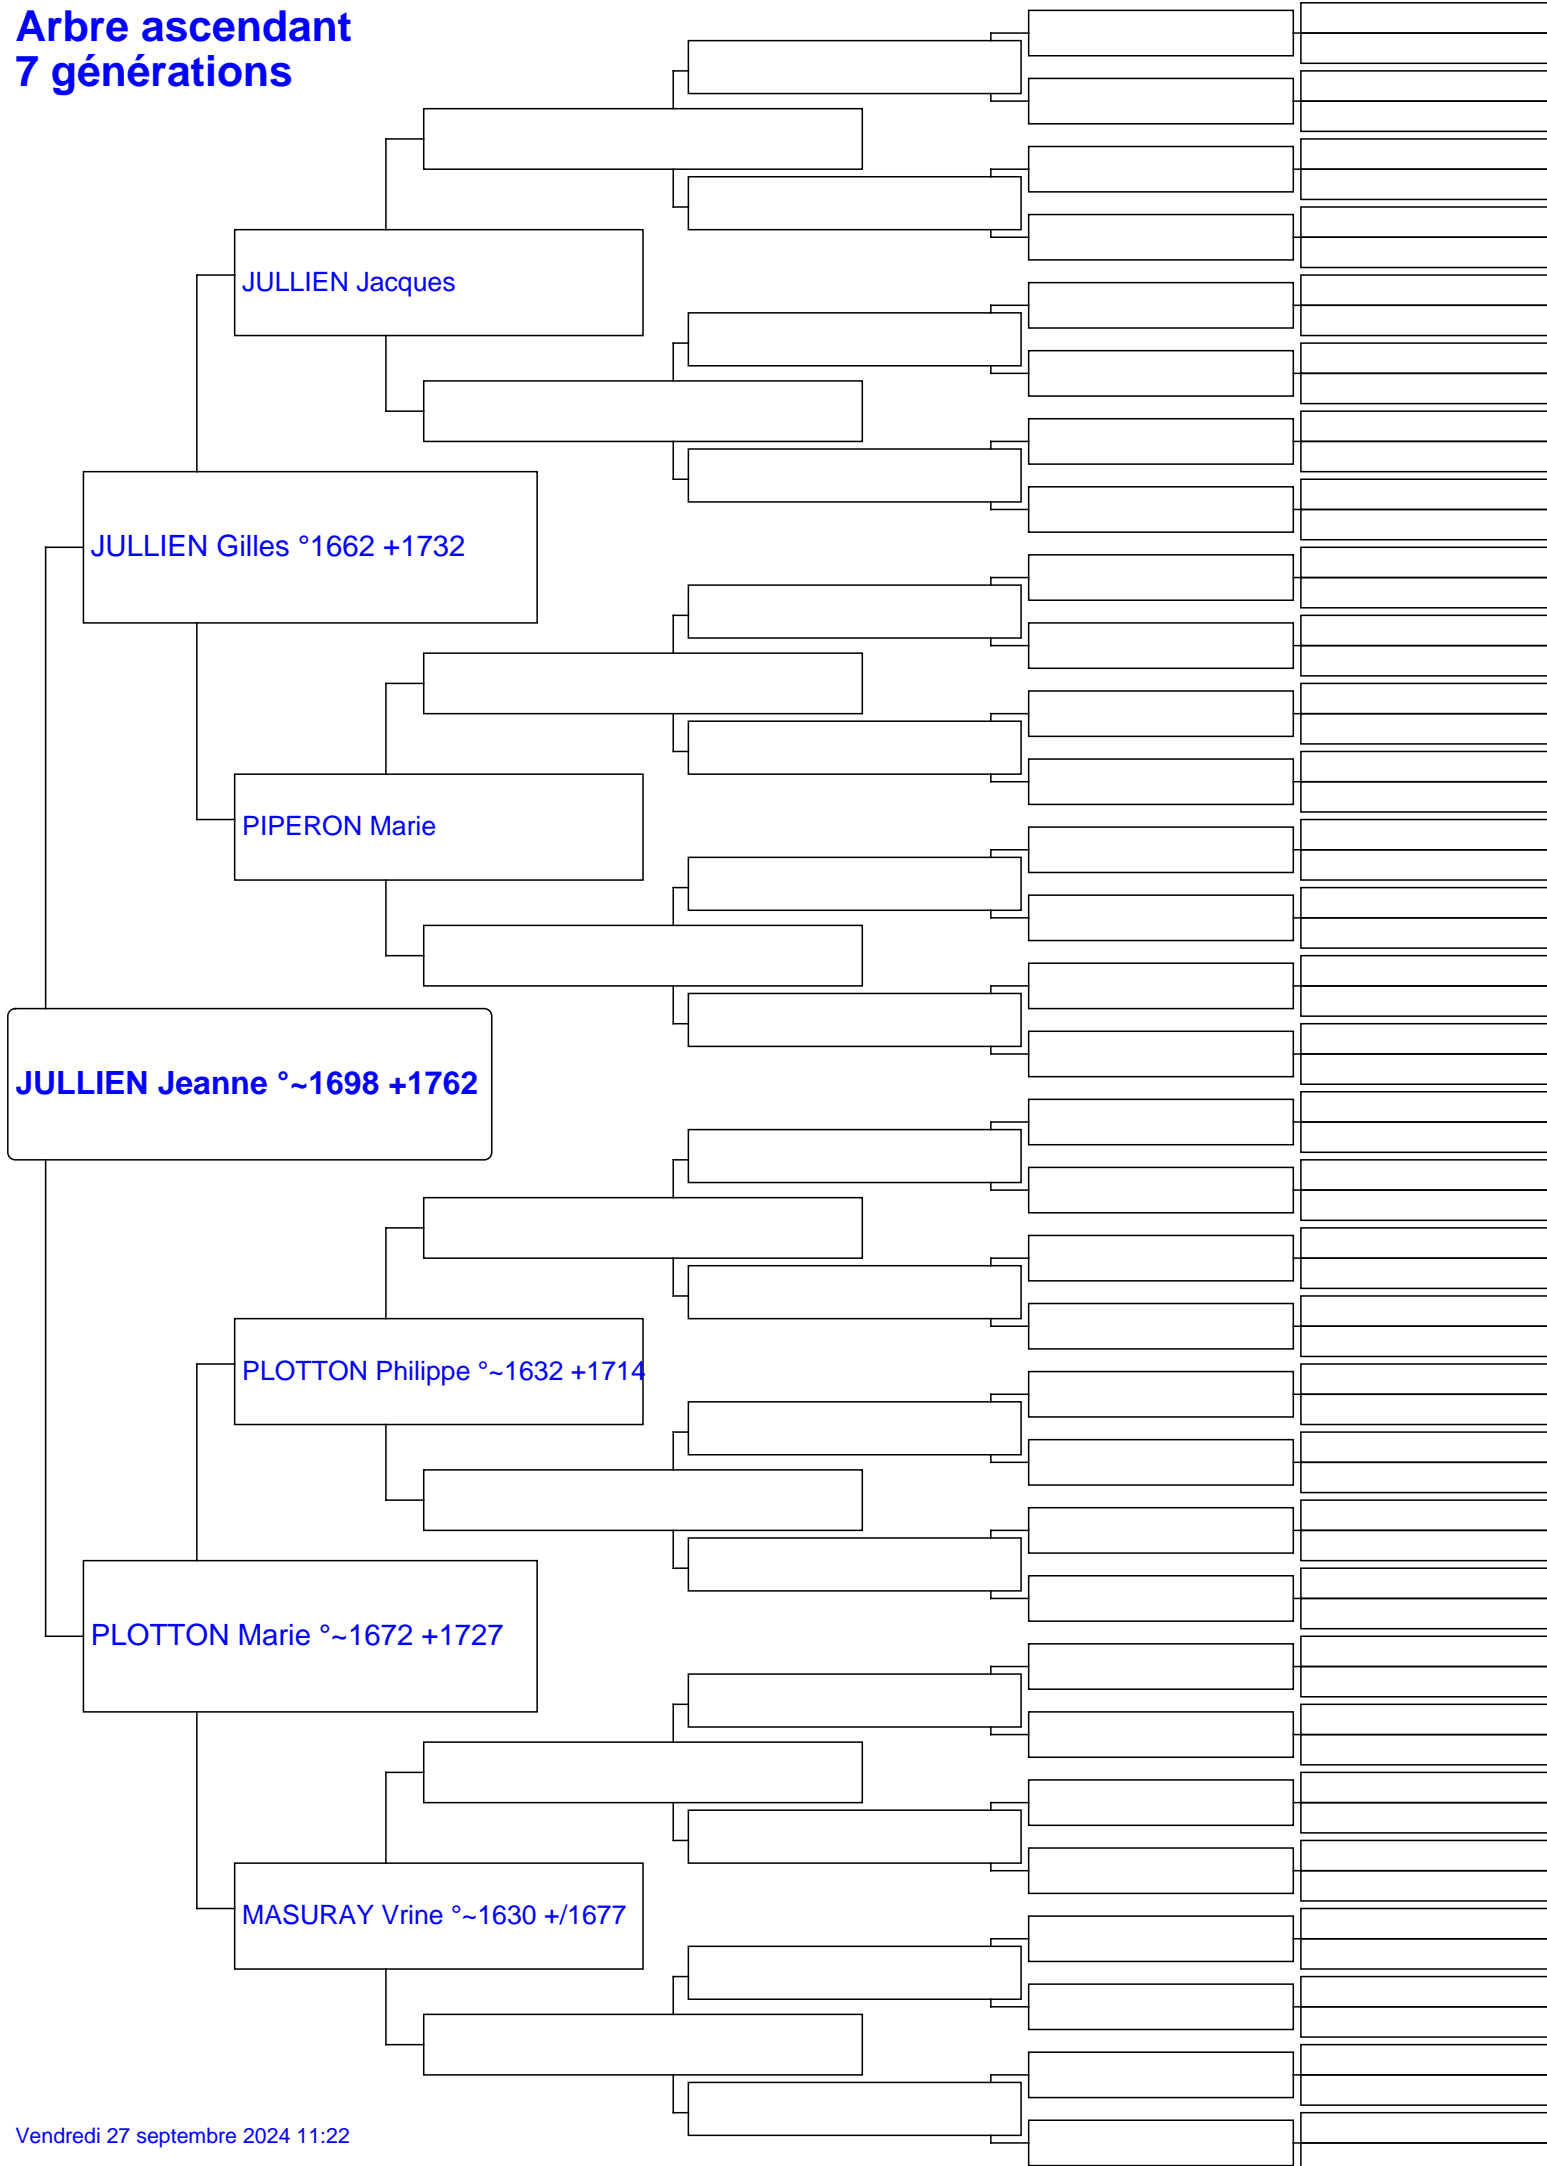 Arbre ascendant
7 générations
JULLIEN Jacques
JULLIEN Gilles °1662 +1732
PIPERON Marie
JULLIEN Jeanne °~1698 +1762
PLOTTON Philippe °~1632 +1714
PLOTTON Marie °~1672 +1727
MASURAY Vrine °~1630 +/1677
Vendredi 27 septembre 2024 11:22